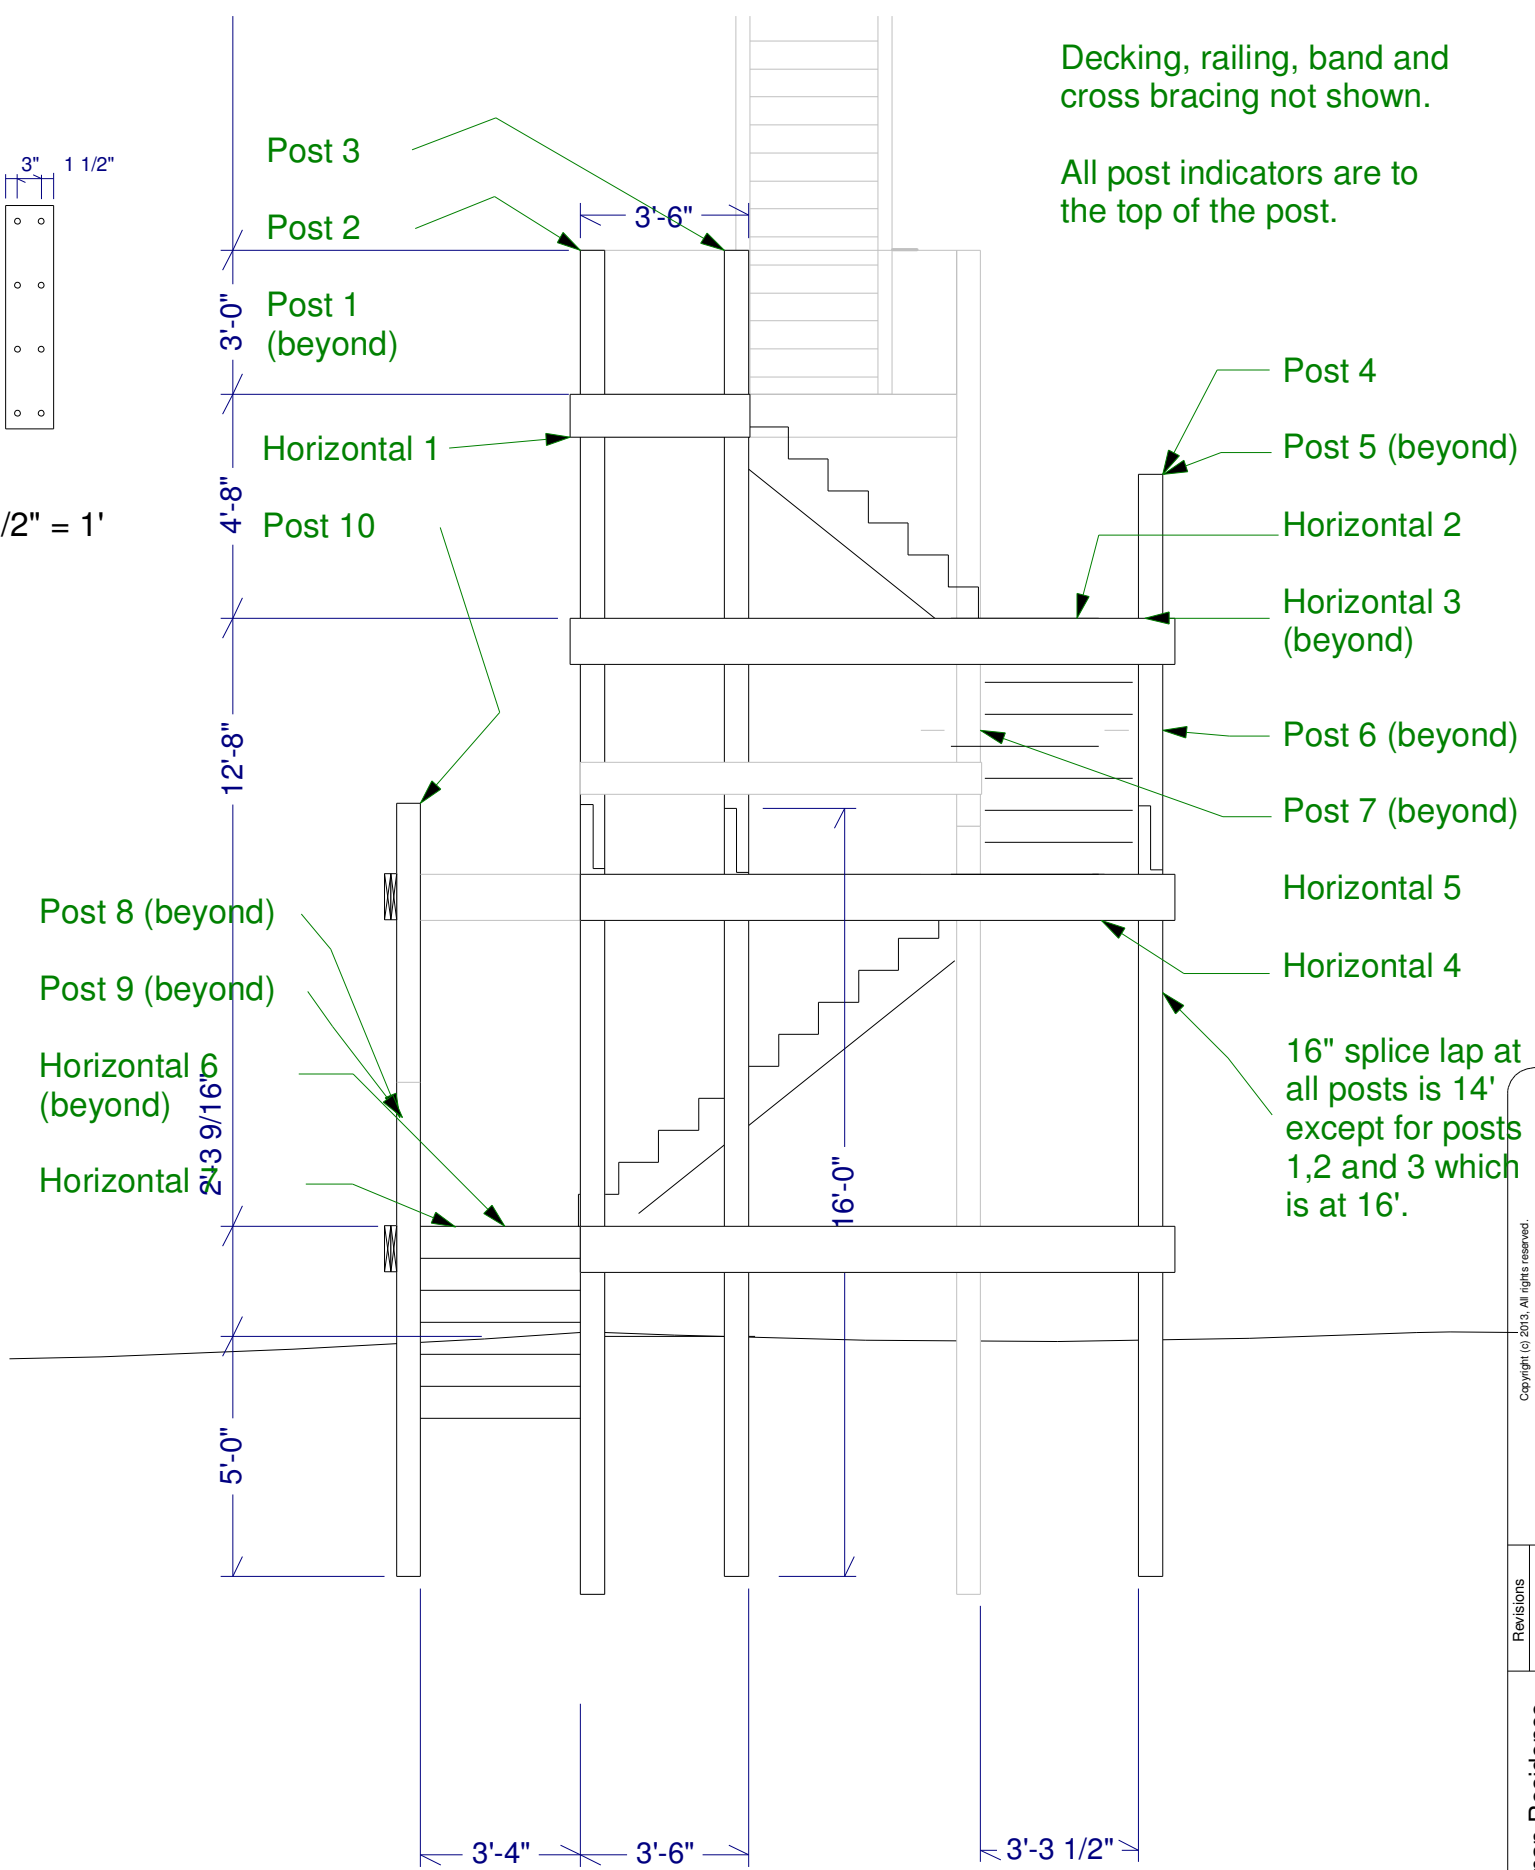 Decking, railing, band and
cross bracing not shown.
All post indicators are to
the top of the post.
3" 1 1/2"
/2" = 1'
Post 3
Post 2
Post 1
(beyond)
Horizontal 1
Post 10
3'-6"
3'-0"
4'-8"
12'-8"
2'-3 9/16"
5'-0"
Post 8 (beyond)
Post 9 (beyond)
Horizontal 6
(beyond)
Horizontal 7
16'-0"
Post 4
Post 5 (beyond)
Horizontal 2
Horizontal 3
(beyond)
Post 6 (beyond)
Post 7 (beyond)
Horizontal 5
Horizontal 4
16" splice lap at
all posts is 14'
except for posts
1,2 and 3 which
is at 16'.
3'-4"
3'-6"
3'-3 1/2"
Copyright (c) 2013, All rights reserved.
Revisions
Residence